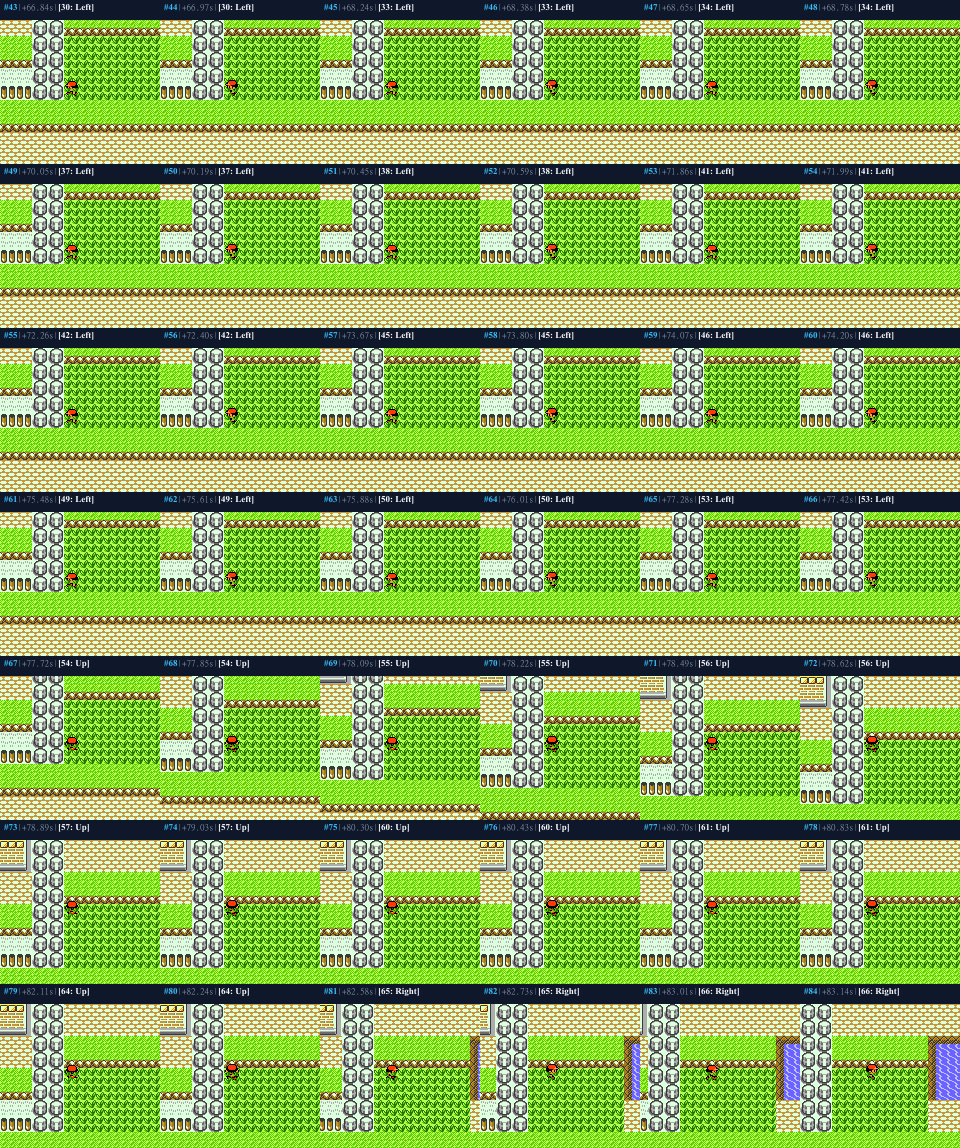 #43|+66.84s| [30: Left] #44|+66.97s| [30: Left] #45|+68.24s| [33: Left] #46|+68.38s| [33: Left] #47|+68.65s| [34: Left] #48|+68.78s| [34: Left]
#49|+70.05s| [37: Left] #50|+70.19s| [37: Left] #51|+70.45s| [38: Left] #52|+70.59s| [38: Left] #53|+71.86s| [41: Left] #54|+71.99s| [41: Left]
#55|+72.26s| [42: Left] #56|+72.40s| [42: Left] #57|+73.67s| [45: Left] #58|+73.80s| [45: Left] #59|+74.07s| [46: Left] #60|+74.20s| [46: Left]
#61|+75.48s| [49: Left] #62|+75.61s| [49: Left] #63|+75.88s| [50: Left] #64|+76.01s| [50: Left] #65|+77.28s| [53: Left] #66|+77.42s| [53: Left]
#67|+77.72s| [54: Up] #68|+77.85s| [54: Up] #69|+78.09s| [55: Up] #70|+78.22s| [55: Up] #71|+78.49s| [56: Up] #72|+78.62s| [56: Up]
#73|+78.89s| [57: Up] #74|+79.03s| [57: Up] #75|+80.30s| [60: Up] #76|+80.43s| [60: Up] #77|+80.70s| [61: Up] #78|+80.83s| [61: Up]
#79|+82.11s| [64: Up] #80|+82.24s| [64: Up] #81|+82.58s| [65: Right] #82|+82.73s| [65: Right] #83|+83.01s| [66: Right] #84|+83.14s| [66: Right]